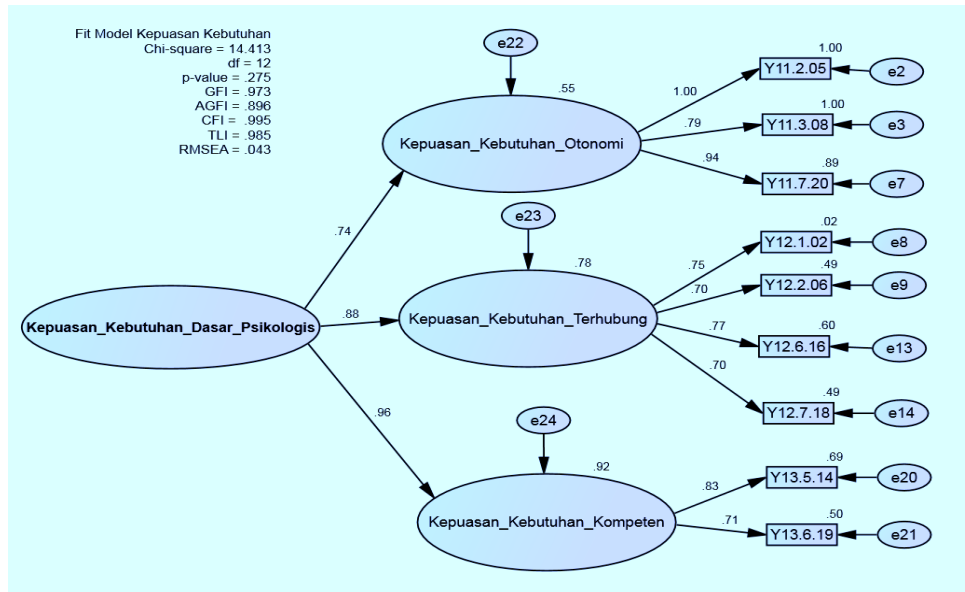 Fit Model Kepuasan Kebutuhan
Chi-square = 14.413
df = 12
p-value = .275
GFI = .973
AGFI = .896
CFI = .995
TLI = .985
RMSEA = .043
e22
.55
Kepuasan_Kebutuhan_Otonomi
1.00
1.00
Y11.2.05
e2
.79
1.00
Y11.3.08
e3
.94
.89
Y11.7.20
e7
.74
e23
.78
Kepuasan_Kebutuhan_Terhubung
.75
.02
Y12.1.02
e8
.70
.49
Y12.2.06
e9
.77
.60
Y12.6.16
e13
.70
.49
Y12.7.18
e14
Kepuasan_Kebutuhan_Dasar_Psikologis
.88
.96
e24
.92
Kepuasan_Kebutuhan_Kompeten
.83
.69
Y13.5.14
e20
.71
.50
Y13.6.19
e21